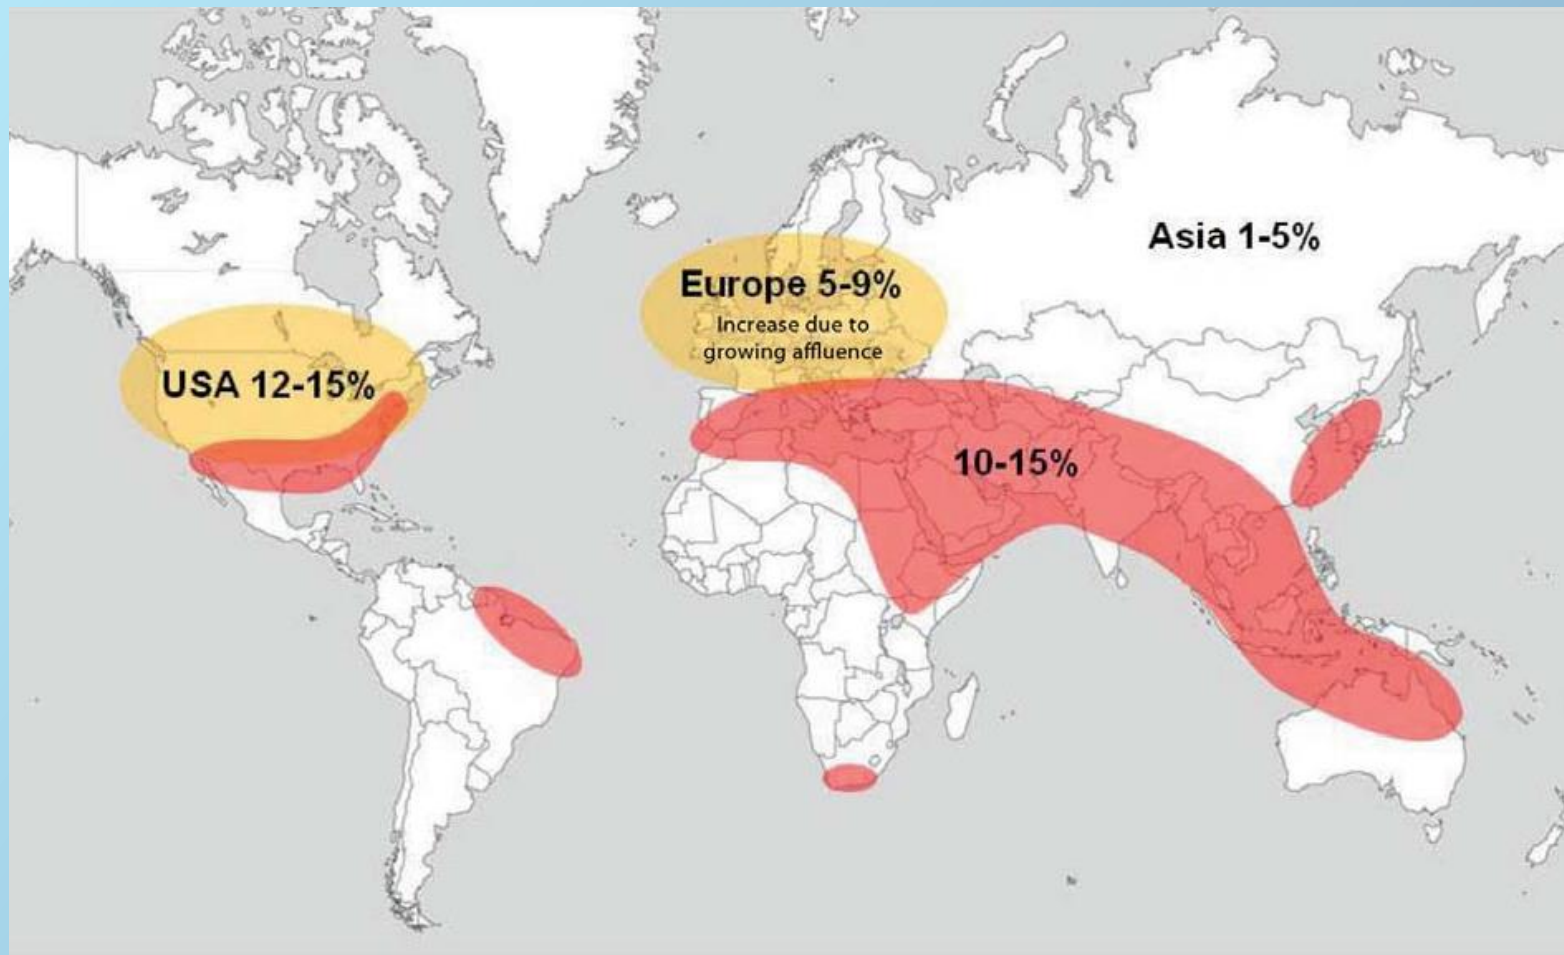 Asia 1-5%
Europe 5-9%
Increase due to
growing affluence
USA 12-15%
10-15%